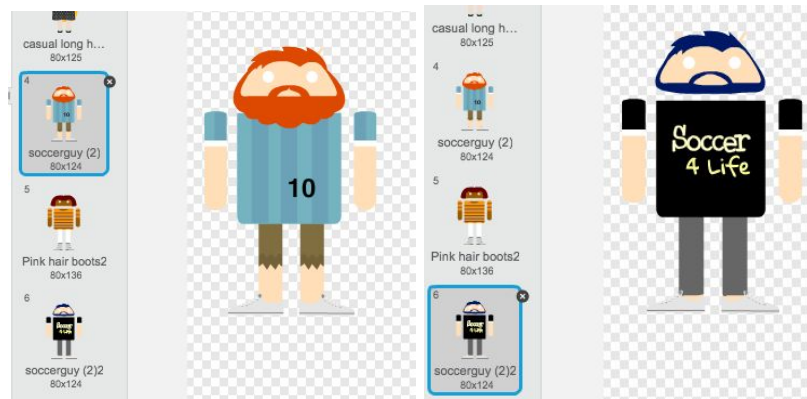 casual long h...
80x125
4
soccerguy (2)
80x124
5
Pink hair boots2
80x136
6
soccerguy (2)2
80x124
10
casual long h...
80x125
4
soccerguy (2)
80x124
5
Pink hair boots2
80x136
6
soccerguy (2)2
80x124
Soccer
4 Life